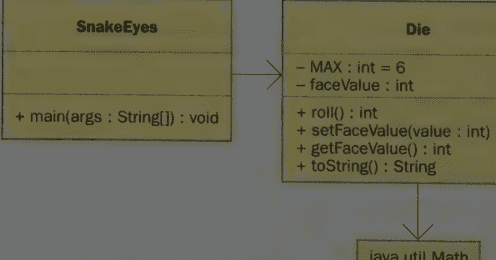 SnakeEyes
+ main(args : String[]) : void
Die
− MAX : int = 6
− faceValue : int
+ roll() : int
+ setFaceValue(value : int)
+ getFaceValue() : int
+ toString() : String
java.util.Math